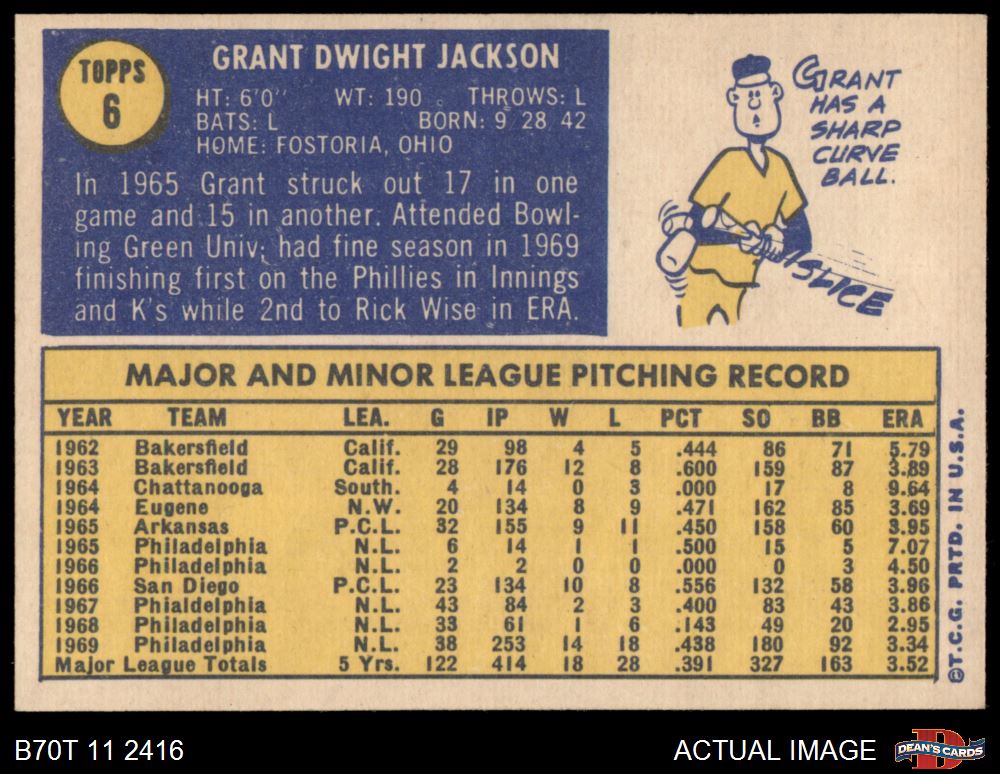 TOPPS
6
GRANT DWIGHT JACKSON
HT: 6'0" WT: 190 THROWS: L
BATS: L BORN: 9 28 42
HOME: FOSTORIA, OHIO
In 1965 Grant struck out 17 in one
game and 15 in another. Attended Bowl-
ing Green Univ; had fine season in 1969
finishing first on the Phillies in Innings
and K's while 2nd to Rick Wise in ERA.
GRANT
HAS A
SHARP
CURVE
BALL.
SLICE
MAJOR AND MINOR LEAGUE PITCHING RECORD
YEAR TEAM LEA. G IP W L PCT SO BB ERA
1962 Bakersfield Calif. 29 98 4 5 .444 86 71 5.79
1963 Bakersfield Calif. 28 176 12 8 .600 159 87 3.89
1964 Chattanooga South. 4 14 0 3 .000 17 8 9.64
1964 Eugene N.W. 20 134 8 9 .471 162 85 3.69
1965 Arkansas P.C.L. 32 155 9 11 .450 158 60 3.95
1965 Philadelphia N.L. 6 14 1 1 .500 15 5 7.07
1966 Philadelphia N.L. 2 2 0 0 .000 0 3 4.50
1966 San Diego P.C.L. 23 134 10 8 .556 132 58 3.96
1967 Phialdelphia N.L. 43 84 2 3 .400 83 43 3.86
1968 Philadelphia N.L. 33 61 1 6 .143 49 20 2.95
1969 Philadelphia N.L. 38 253 14 18 .438 180 92 3.34
Major League Totals 5 Yrs. 122 414 18 28 .391 327 163 3.52
©T.C.G. PRTD. IN U.S.A.
B70T 11 2416
ACTUAL IMAGE
DEAN'S CARDS